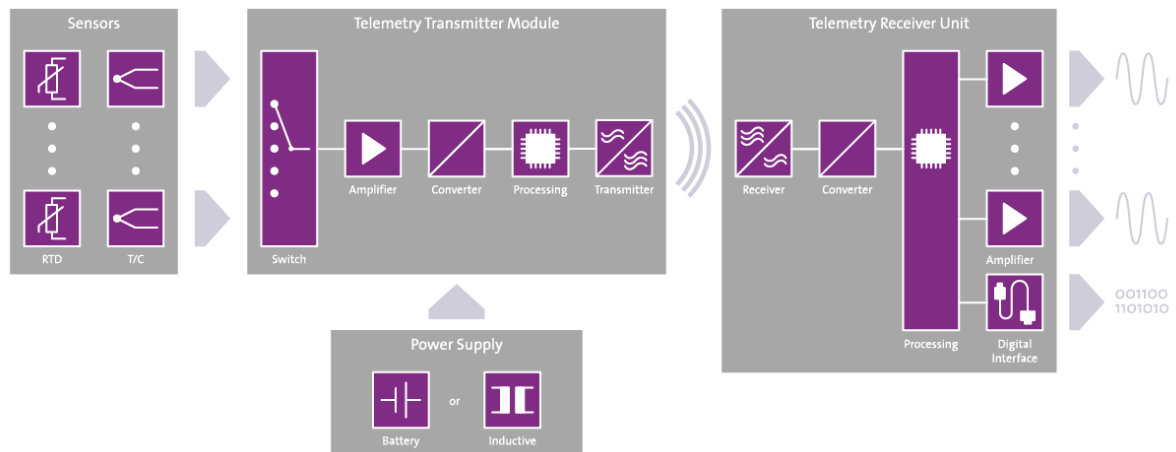 Sensors
RTD
T/C
Telemetry Transmitter Module
Switch
Amplifier
Converter
Processing
Transmitter
Power Supply
Battery
or
Inductive
Telemetry Receiver Unit
Receiver
Converter
Processing
Amplifier
Digital
Interface
001100
1101010